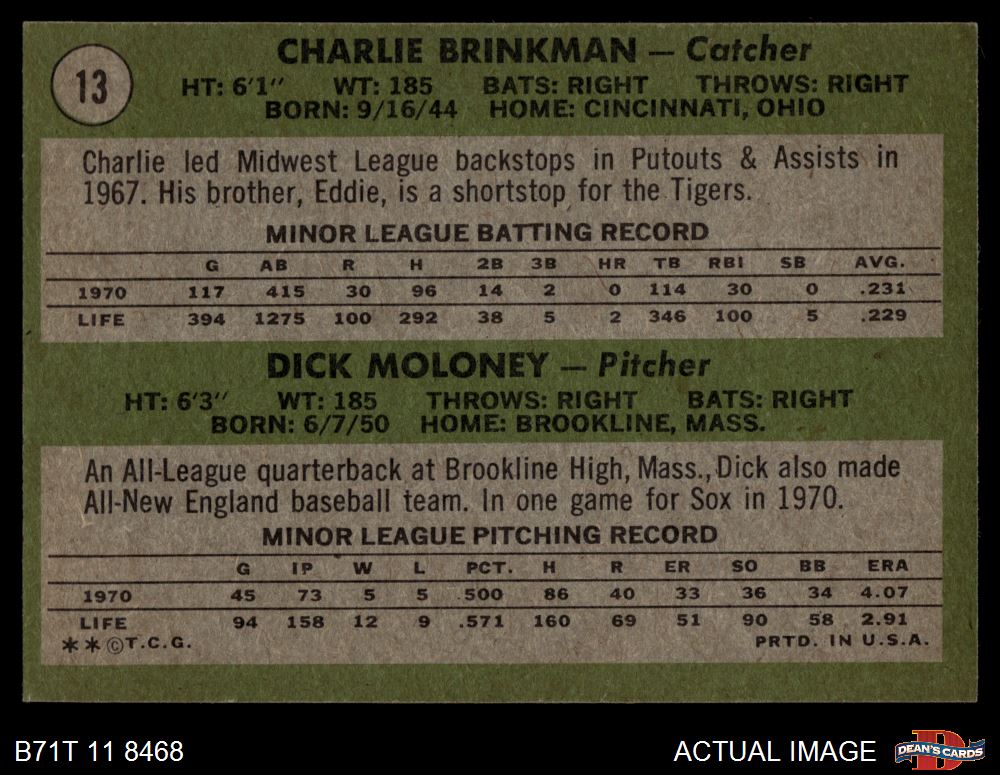 13
CHARLIE BRINKMAN — Catcher
HT: 6'1" WT: 185 BATS: RIGHT THROWS: RIGHT
BORN: 9/16/44 HOME: CINCINNATI, OHIO
Charlie led Midwest League backstops in Putouts & Assists in
1967. His brother, Eddie, is a shortstop for the Tigers.
MINOR LEAGUE BATTING RECORD
G AB R H 2B 3B HR TB RBI SB AVG.
1970 117 415 30 96 14 2 0 114 30 0 .231
LIFE 394 1275 100 292 38 5 2 346 100 5 .229
DICK MOLONEY — Pitcher
HT: 6'3" WT: 185 THROWS: RIGHT BATS: RIGHT
BORN: 6/7/50 HOME: BROOKLINE, MASS.
An All-League quarterback at Brookline High, Mass., Dick also made
All-New England baseball team. In one game for Sox in 1970.
MINOR LEAGUE PITCHING RECORD
G IP W L PCT. H R ER SO BB ERA
1970 45 73 5 5 .500 86 40 33 36 34 4.07
LIFE 94 158 12 9 .571 160 69 51 90 58 2.91
**©T.C.G. PRTD. IN U.S.A.
B71T 11 8468 ACTUAL IMAGE DEAN'S CARDS